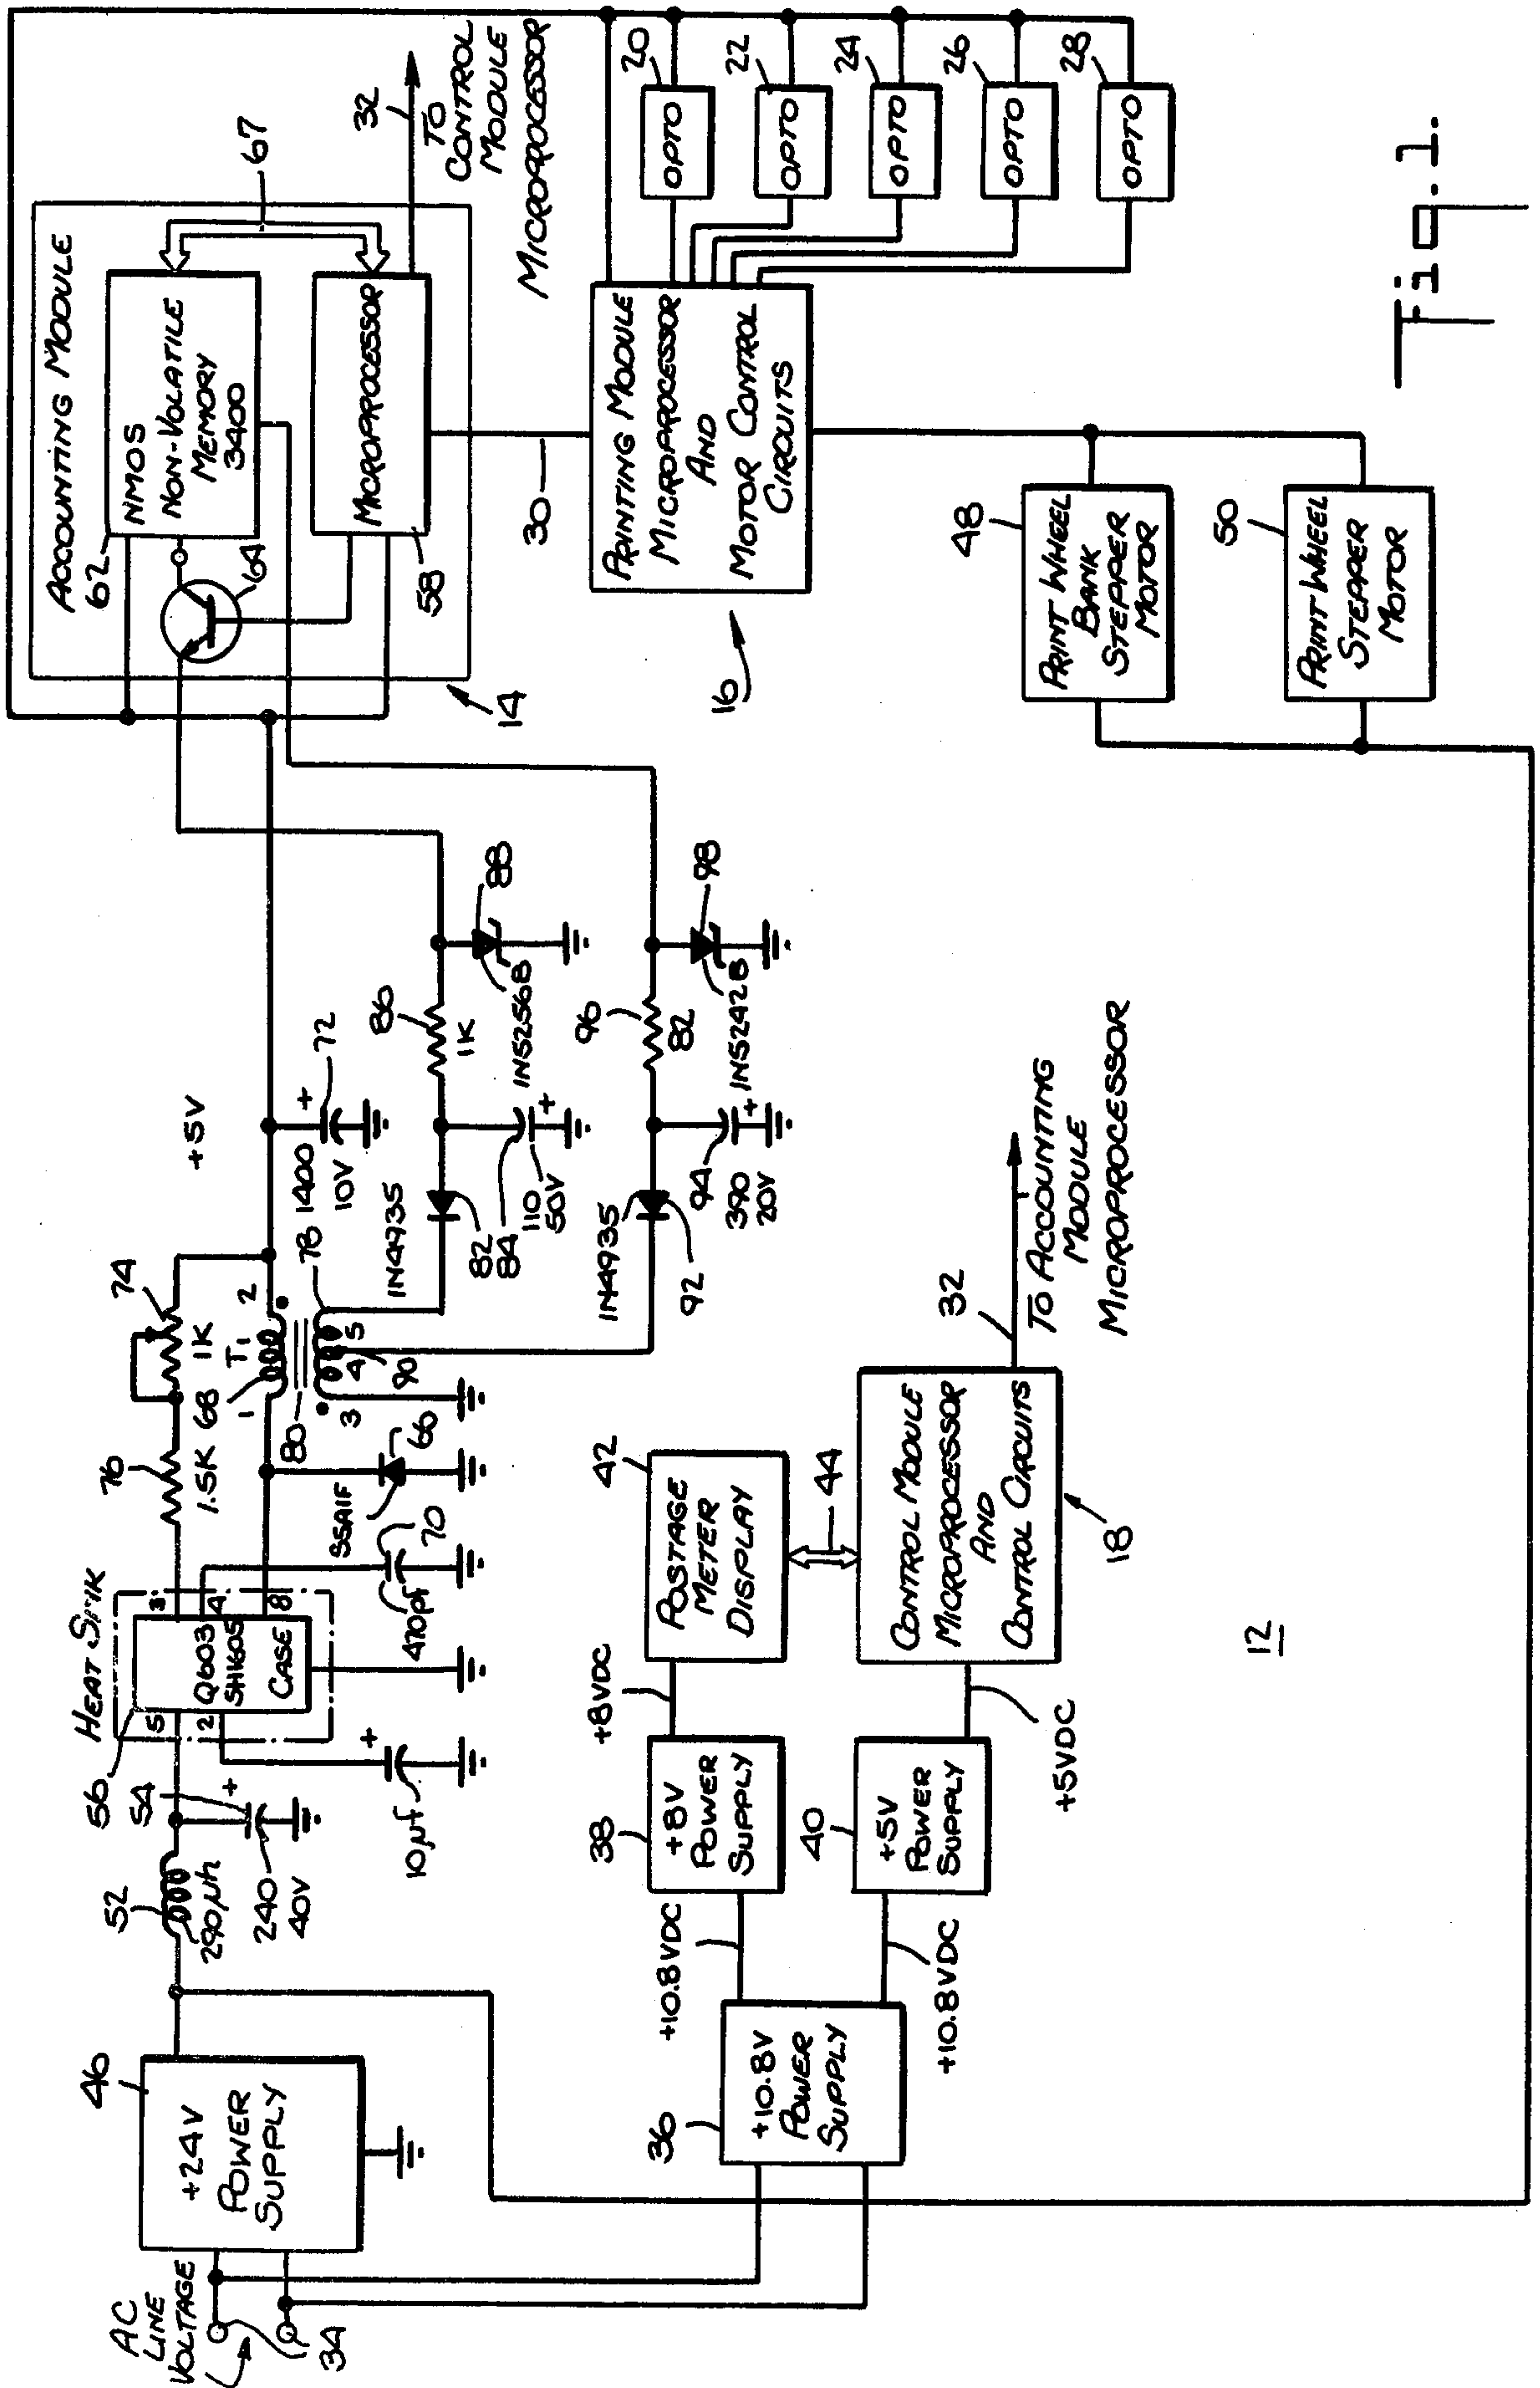 AC
LINE
VOLTAGE
34
46
+24V
POWER
SUPPLY
52
290µh
54
+
240
40V
56
HEAT SINK
5
2
Q603
SH1605
CASE
3
4
8
+
10µf
470pf
70
SSAIF
60
76
1.5K
74
1K
68
T1
1
2
80
3
4
5
78
90
+5V
1400
10V
+
72
1N4935
82
84
110
50V
+
86
1K
1N5256B
88
1N4935
92
94
390
20V
+
96
82
1N5242B
98
ACCOUNTING MODULE
62
NMOS
NON-VOLATILE
MEMORY
3400
64
67
MICROPROCESSOR
58
14
32
TO
CONTROL
MODULE
MICROPROCESSOR
30
PRINTING MODULE
MICROPROCESSOR
AND
MOTOR CONTROL
CIRCUITS
16
OPTO
20
OPTO
22
OPTO
24
OPTO
26
OPTO
28
48
PRINT WHEEL
BANK
STEPPER
MOTOR
50
PRINT WHEEL
STEPPER
MOTOR
36
+10.8V
POWER
SUPPLY
+10.8VDC
+10.8VDC
38
+8V
POWER
SUPPLY
+8VDC
40
+5V
POWER
SUPPLY
+5VDC
42
POSTAGE
METER
DISPLAY
44
CONTROL MODULE
MICROPROCESSOR
AND
CONTROL CIRCUITS
18
32
TO ACCOUNTING
MODULE
MICROPROCESSOR
12
Fig. 1.